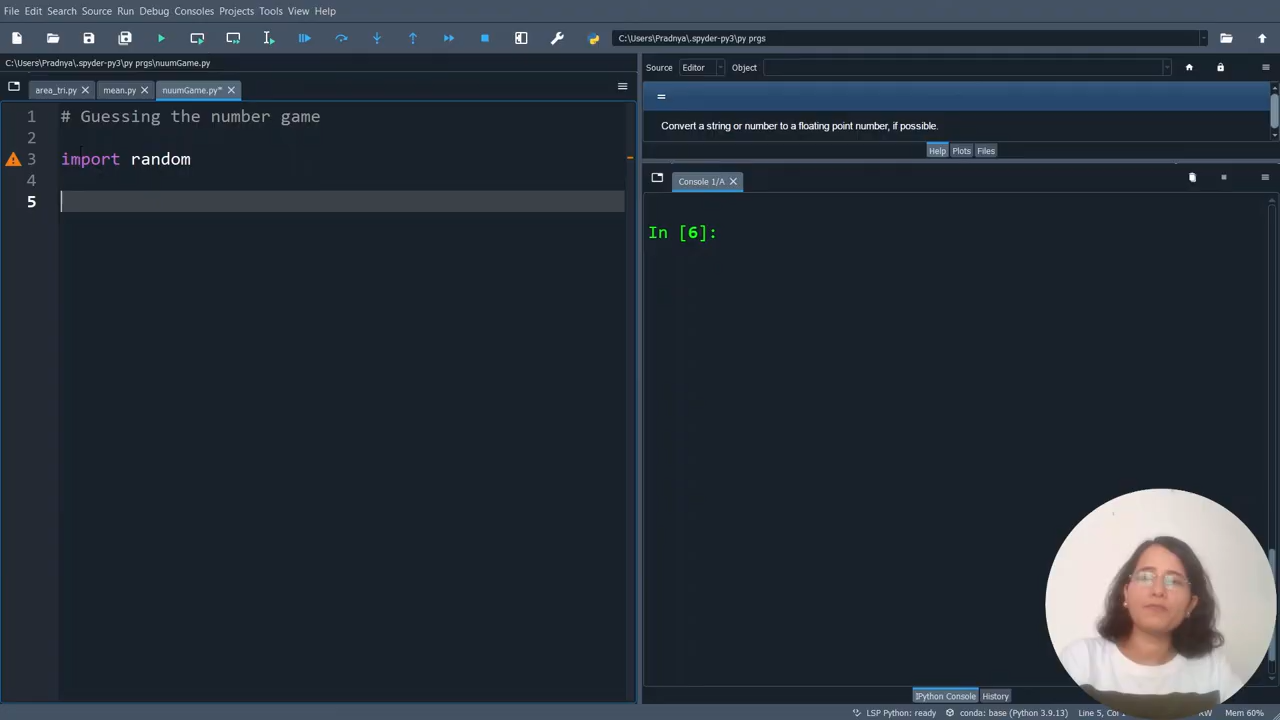 File Edit Search Source Run Debug Consoles Projects Tools View Help
C:\Users\Pradnya\.spyder-py3\py prgs
C:\Users\Pradnya\.spyder-py3\py prgs\nuumGame.py
Source Editor Object
area_tri.py mean.py nuumGame.py*
1 # Guessing the number game
2
3 import random
4
5
=
Convert a string or number to a floating point number, if possible.
Help Plots Files
Console 1/A
In [6]:
IPython Console History
LSP Python: ready conda: base (Python 3.9.13) Line 5, Co RW Mem 60%